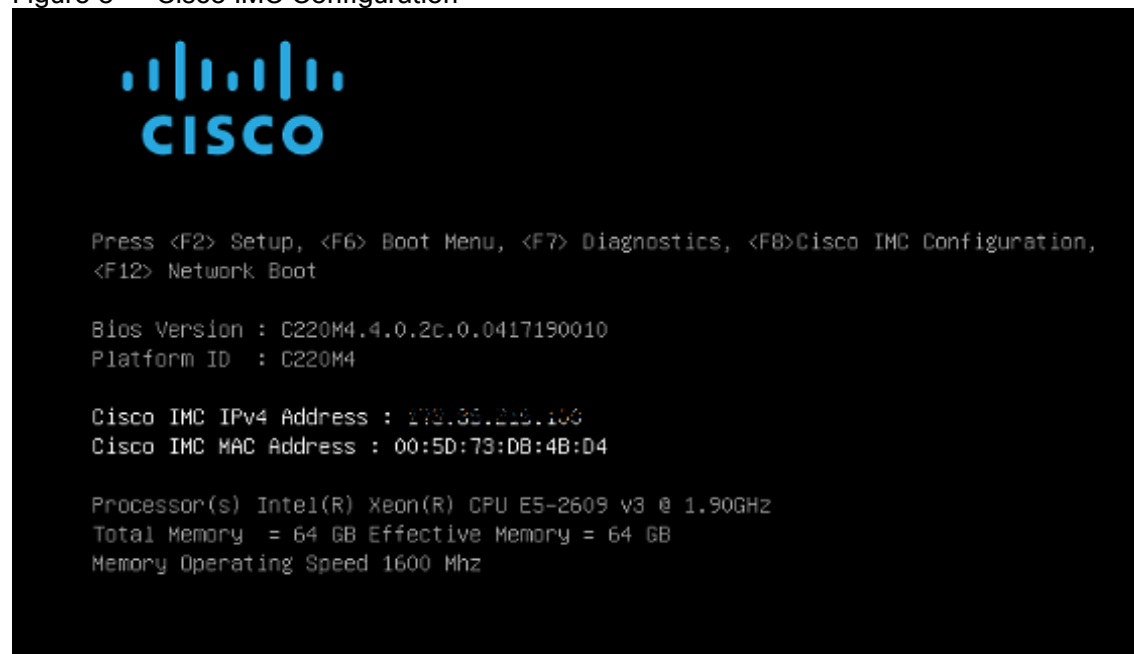 Cisco IMC Configuration
CISCO
Press <F2> Setup, <F6> Boot Menu, <F7> Diagnostics, <F8>Cisco IMC Configuration,
<F12> Network Boot
Bios Version : C220M4.4.0.2c.0.0417190010
Platform ID : C220M4
Cisco IMC IPv4 Address :
Cisco IMC MAC Address : 00:5D:73:DB:4B:D4
Processor(s) Intel(R) Xeon(R) CPU E5-2609 v3 @ 1.90GHz
Total Memory = 64 GB Effective Memory = 64 GB
Memory Operating Speed 1600 Mhz